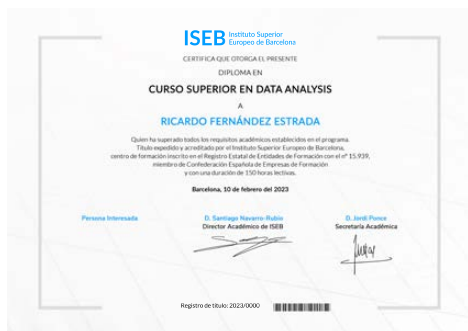 ISEB Instituto Superior
Europeo de Barcelona
CERTIFICA QUE OTORGA EL PRESENTE
DIPLOMA EN
CURSO SUPERIOR EN DATA ANALYSIS
A
RICARDO FERNÁNDEZ ESTRADA
Quien ha superado todos los requisitos académicos establecidos en el programa.
Título expedido y acreditado por el Instituto Superior Europeo de Barcelona,
centro de formación inscrito en el Registro Estatal de Entidades de Formación con el nº 15.939,
miembro de Confederación Española de Empresas de Formación
y con una duración de 150 horas lectivas.
Barcelona, 10 de febrero del 2023
Persona Interesada
D. Santiago Navarro-Rubio
Director Académico de ISEB
D. Jordi Ponce
Secretaría Académica
Registro de título: 2023/0000